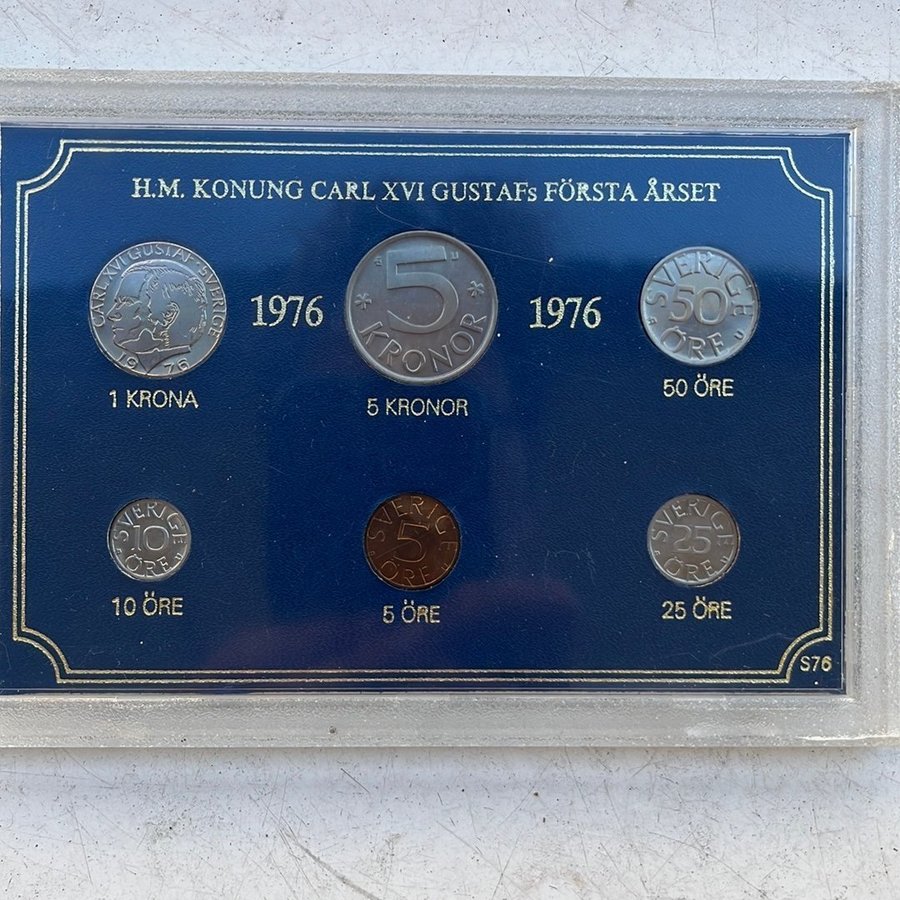 H.M. KONUNG CARL XVI GUSTAFs FÖRSTA ÅRSET
CARL XVI GUSTAF · SVERIGE
1976
1976
5
KRONOR
U
1976
SVERIGE
50
ÖRE
U
1 KRONA
5 KRONOR
50 ÖRE
SVERIGE
10
ÖRE
U
SVERIGE
5
ÖRE
U
SVERIGE
25
ÖRE
U
10 ÖRE
5 ÖRE
25 ÖRE
S76